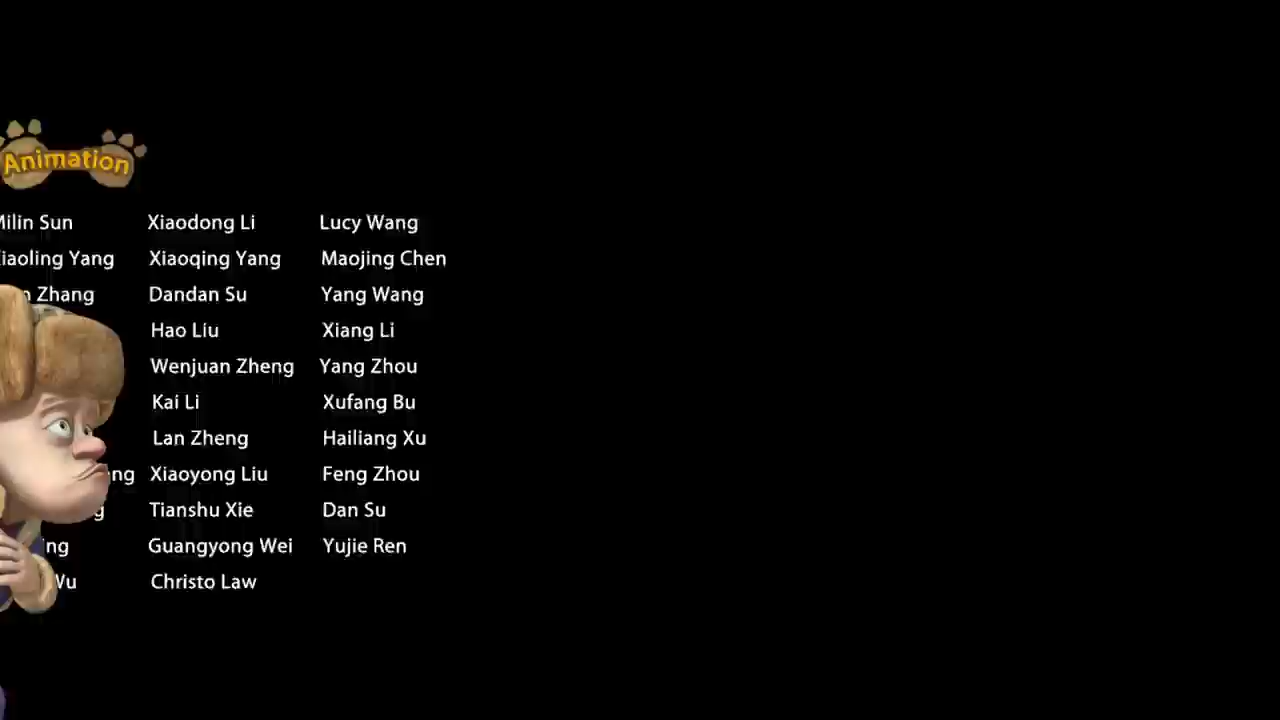 Animation
Sun Xiaodong Li Lucy Wang
Yang Xiaoqing Yang Maojing Chen
Zhang Dandan Su Yang Wang
Hao Liu Xiang Li
Wenjuan Zheng Yang Zhou
Kai Li Xufang Bu
Lan Zheng Hailiang Xu
Xiaoyong Liu Feng Zhou
Tianshu Xie Dan Su
Guangyong Wei Yujie Ren
Wu Christo Law